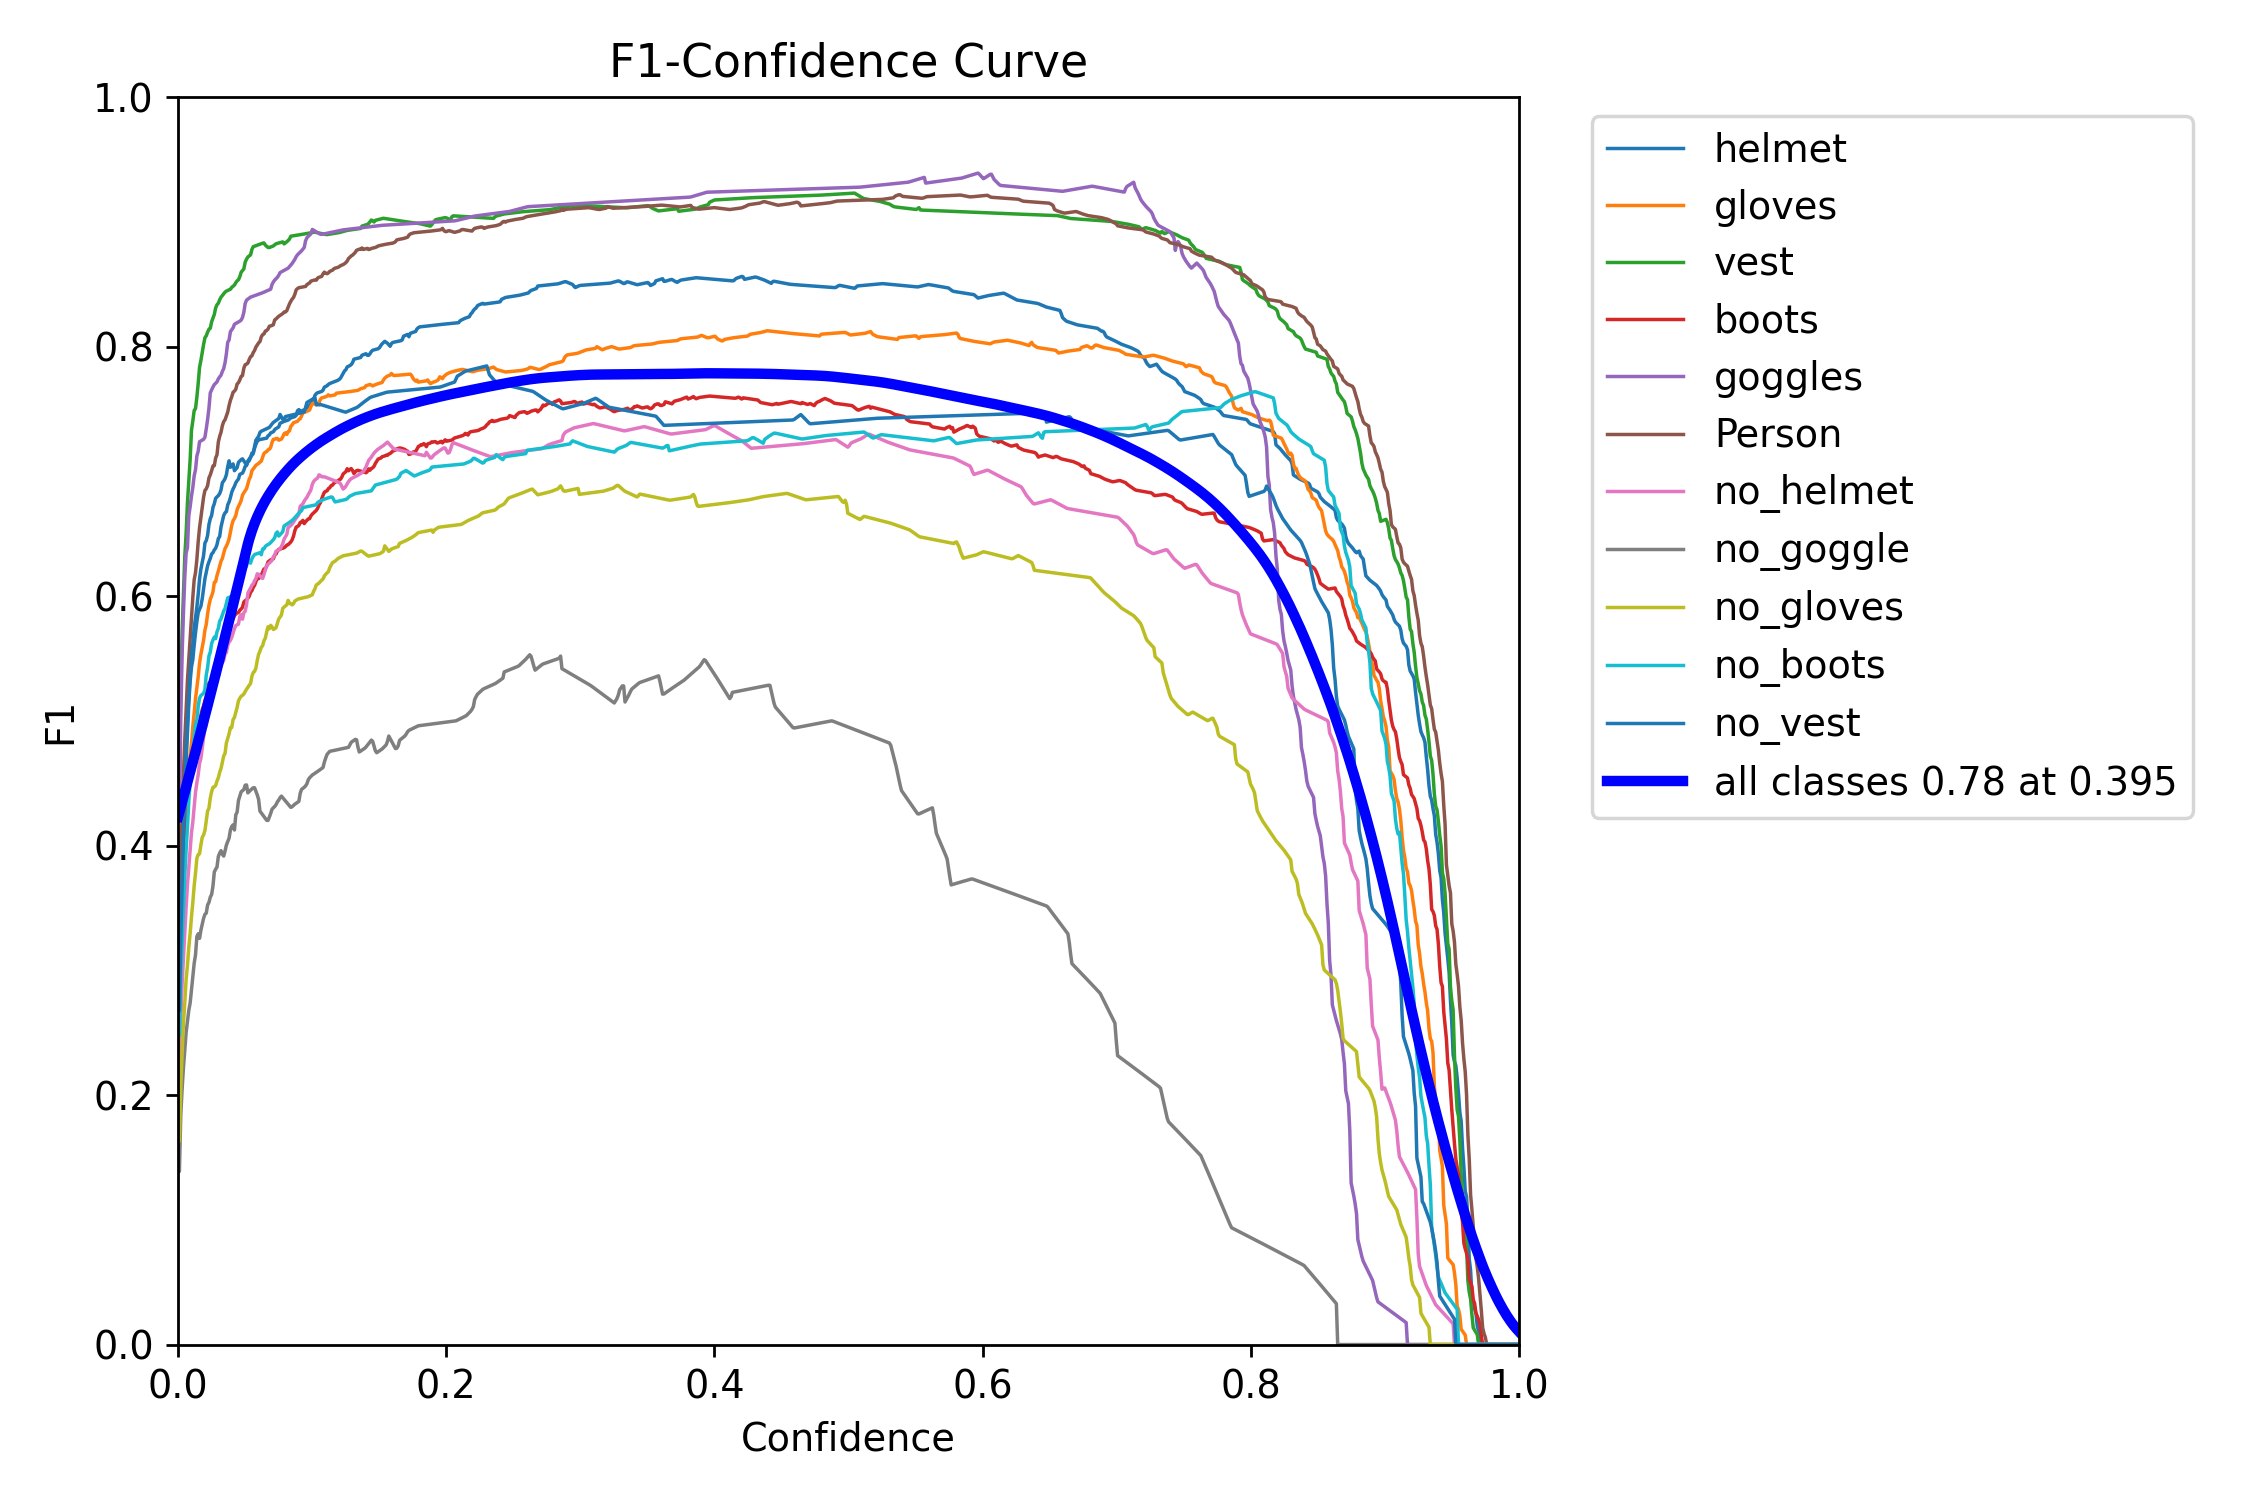 F1-Confidence Curve
1.0
0.8
0.6
0.4
0.2
0.0
F1
0.0 0.2 0.4 0.6 0.8 1.0
Confidence
helmet
gloves
vest
boots
goggles
Person
no_helmet
no_goggle
no_gloves
no_boots
no_vest
all classes 0.78 at 0.395